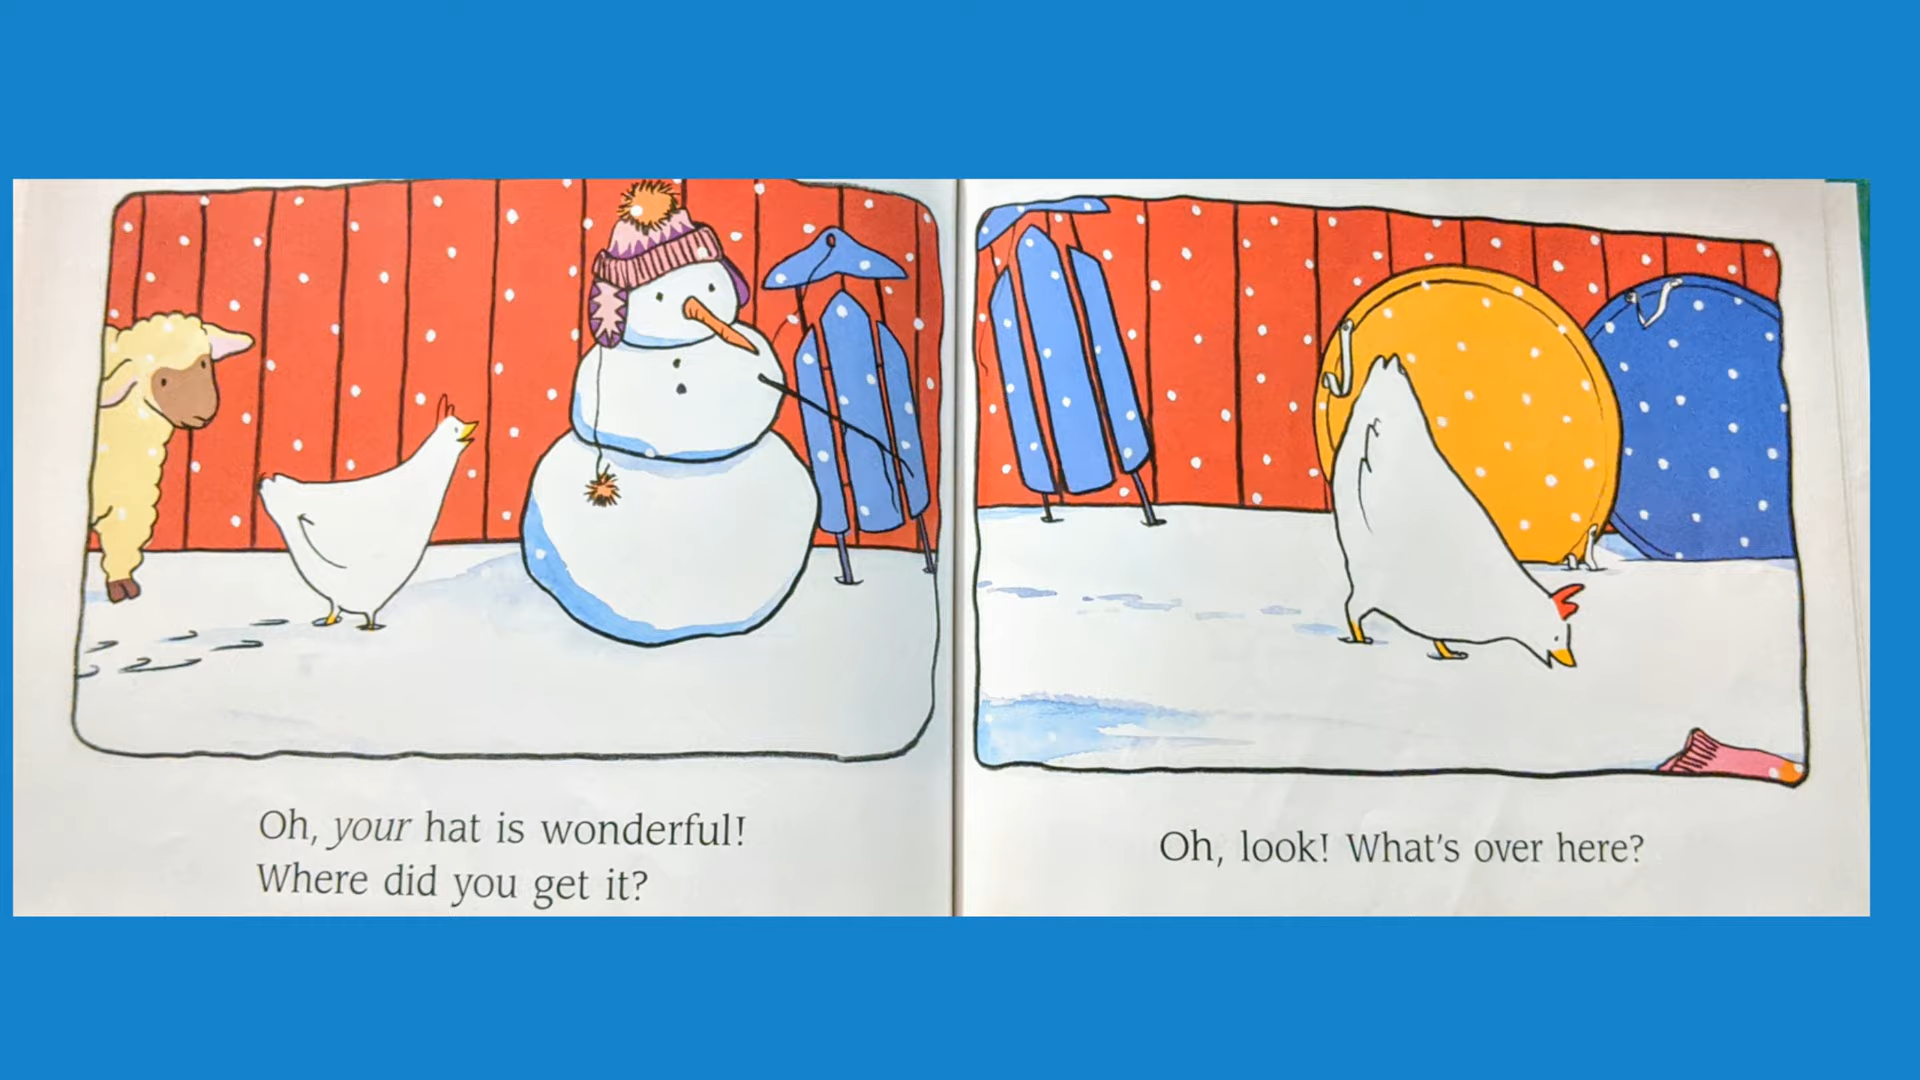 Oh, your hat is wonderful!
Where did you get it?
Oh, look! What's over here?